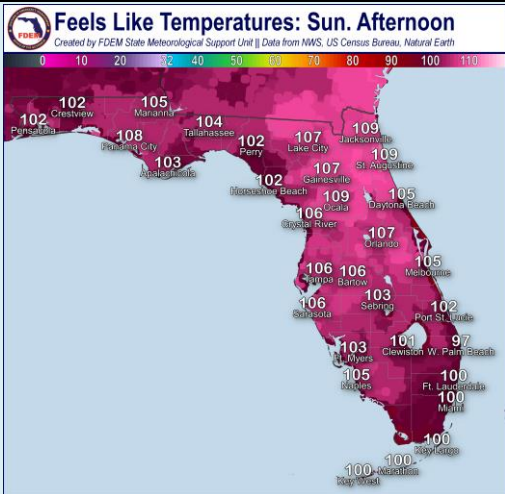 Feels Like Temperatures: Sun. Afternoon
FDEM
Created by FDEM State Meteorological Support Unit || Data from NWS, US Census Bureau, Natural Earth
0 10 20 32 40 50 60 70 80 90 100 110
102
Pensacola
102
Crestview
105
Marianna
108
Panama City
103
Apalachicola
104
Tallahassee
102
Perry
107
Lake City
109
Jacksonville
109
St. Augustine
107
Gainesville
102
Horseshoe Beach
109
Ocala
105
Daytona Beach
106
Crystal River
107
Orlando
105
Melbourne
106
Tampa
106
Bartow
103
Sebring
102
Port St. Lucie
106
Sarasota
103
Ft. Myers
101
Clewiston
97
W. Palm Beach
105
Naples
100
Ft. Lauderdale
100
Miami
100
Key Largo
100
Marathon
100
Key West